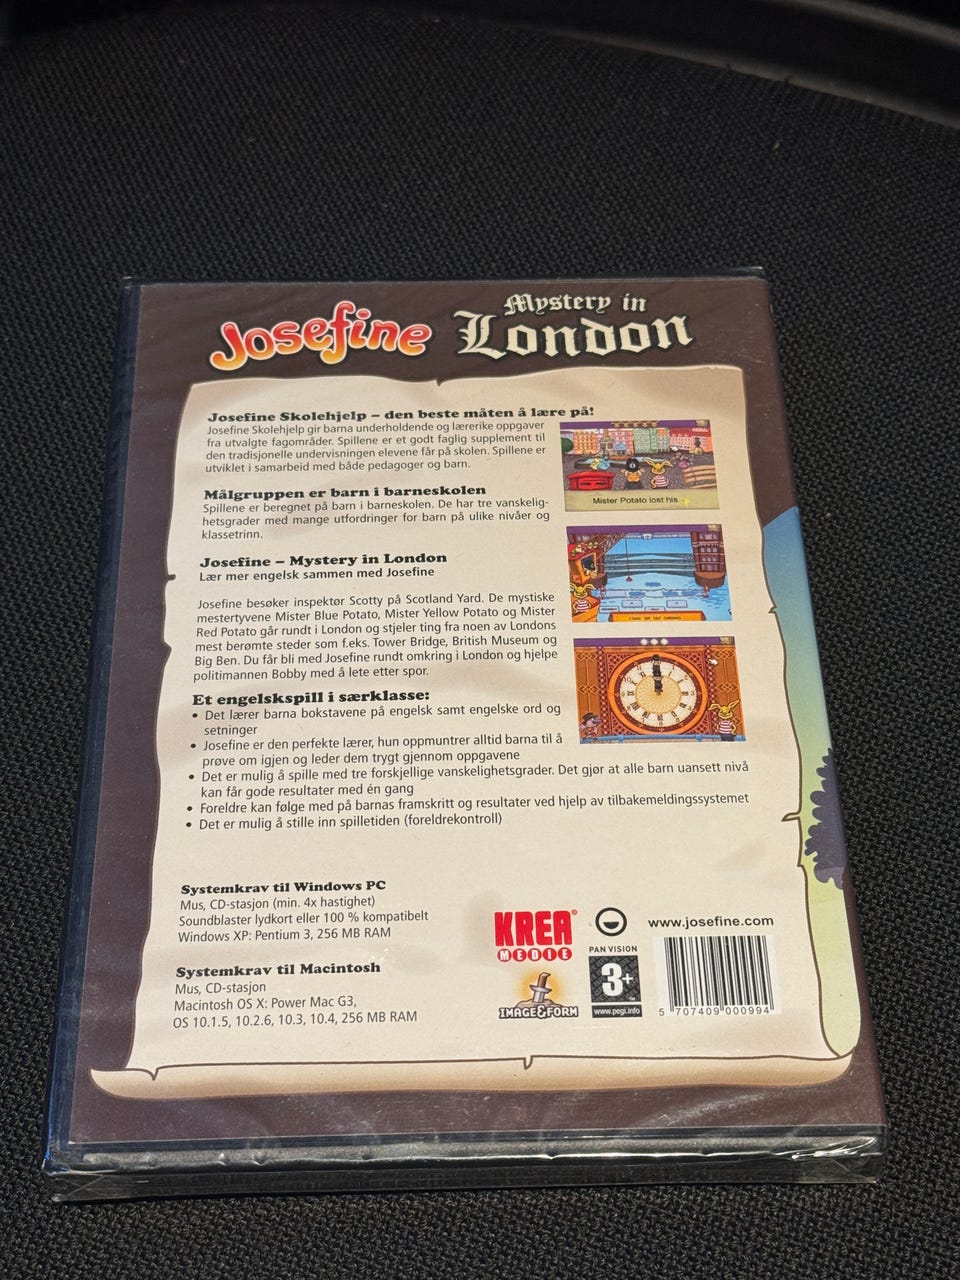 Josefine
Mystery in
London
Josefine Skolehjelp – den beste måten å lære på!
Josefine Skolehjelp gir barna underholdende og lærerike oppgaver
fra utvalgte fagområder. Spillene er et godt faglig supplement til
den tradisjonelle undervisningen elevene får på skolen. Spillene er
utviklet i samarbeid med både pedagoger og barn.
Målgruppen er barn i barneskolen
Spillene er beregnet på barn i barneskolen. De har tre vanskelig-
hetsgrader med mange utfordringer for barn på ulike nivåer og
klassetrinn.
Josefine – Mystery in London
Lær mer engelsk sammen med Josefine
Josefine besøker inspektør Scotty på Scotland Yard. De mystiske
mestertyvene Mister Blue Potato, Mister Yellow Potato og Mister
Red Potato går rundt i London og stjeler ting fra noen av Londons
mest berømte steder som f.eks. Tower Bridge, British Museum og
Big Ben. Du får bli med Josefine rundt omkring i London og hjelpe
politimannen Bobby med å lete etter spor.
Et engelskspill i særklasse:
• Det lærer barna bokstavene på engelsk samt engelske ord og
setninger
• Josefine er den perfekte lærer, hun oppmuntrer alltid barna til å
prøve om igjen og leder dem trygt gjennom oppgavene
• Det er mulig å spille med tre forskjellige vanskelighetsgrader. Det gjør at alle barn uansett nivå
kan får gode resultater med én gang
• Foreldre kan følge med på barnas framskritt og resultater ved hjelp av tilbakemeldingssystemet
• Det er mulig å stille inn spilletiden (foreldrekontroll)
Mister Potato lost his
Systemkrav til Windows PC
Mus, CD-stasjon (min. 4x hastighet)
Soundblaster lydkort eller 100 % kompatibelt
Windows XP: Pentium 3, 256 MB RAM
Systemkrav til Macintosh
Mus, CD-stasjon
Macintosh OS X: Power Mac G3,
OS 10.1.5, 10.2.6, 10.3, 10.4, 256 MB RAM
KREA®
MEDIE
IMAGE&FORM
PAN VISION
3+
™
www.pegi.info
www.josefine.com
5 707409 000994